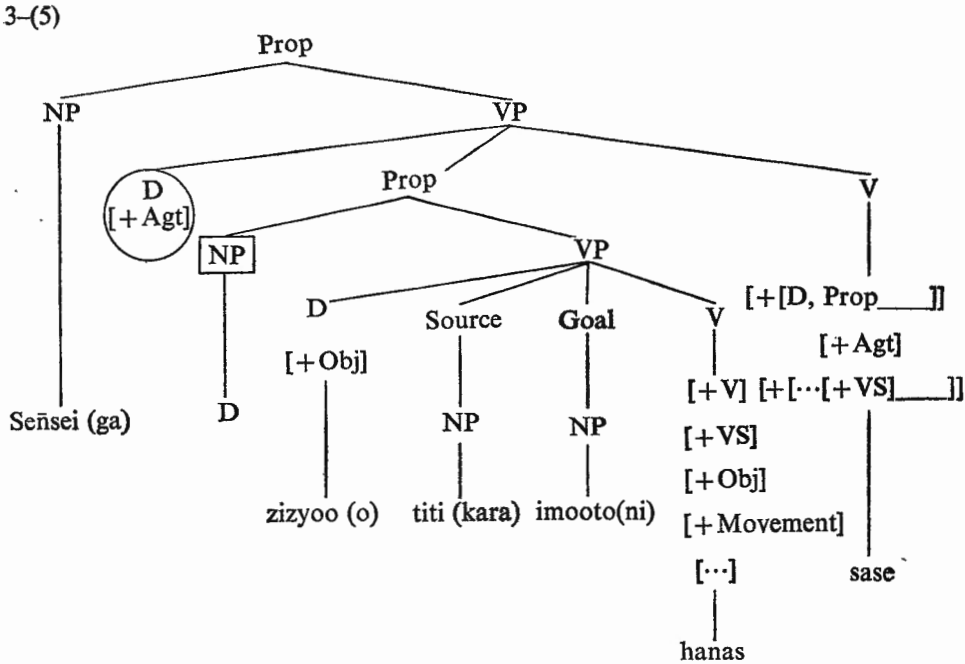 3–(5)
Prop
NP VP
D
[+Agt]
Prop V
NP VP
D Source Goal V [+[D, Prop____]]
[+Obj] [+Agt]
Señsei (ga) D NP NP [+V] [+[⋯[+VS]____]]
[+VS]
[+Obj]
zizyoo (o) titi (kara) imooto(ni) [+Movement]
[⋯] sase
hanas